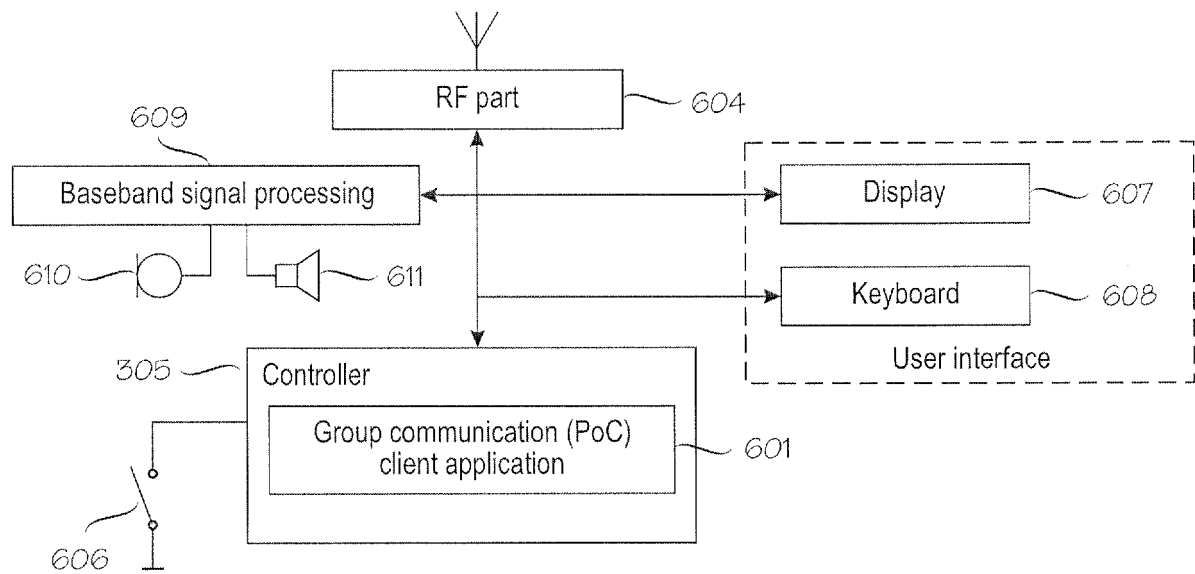 RF part
604
609
Baseband signal processing
Display
607
610
611
Keyboard
608
User interface
305
Controller
Group communication (PoC)
client application
601
606